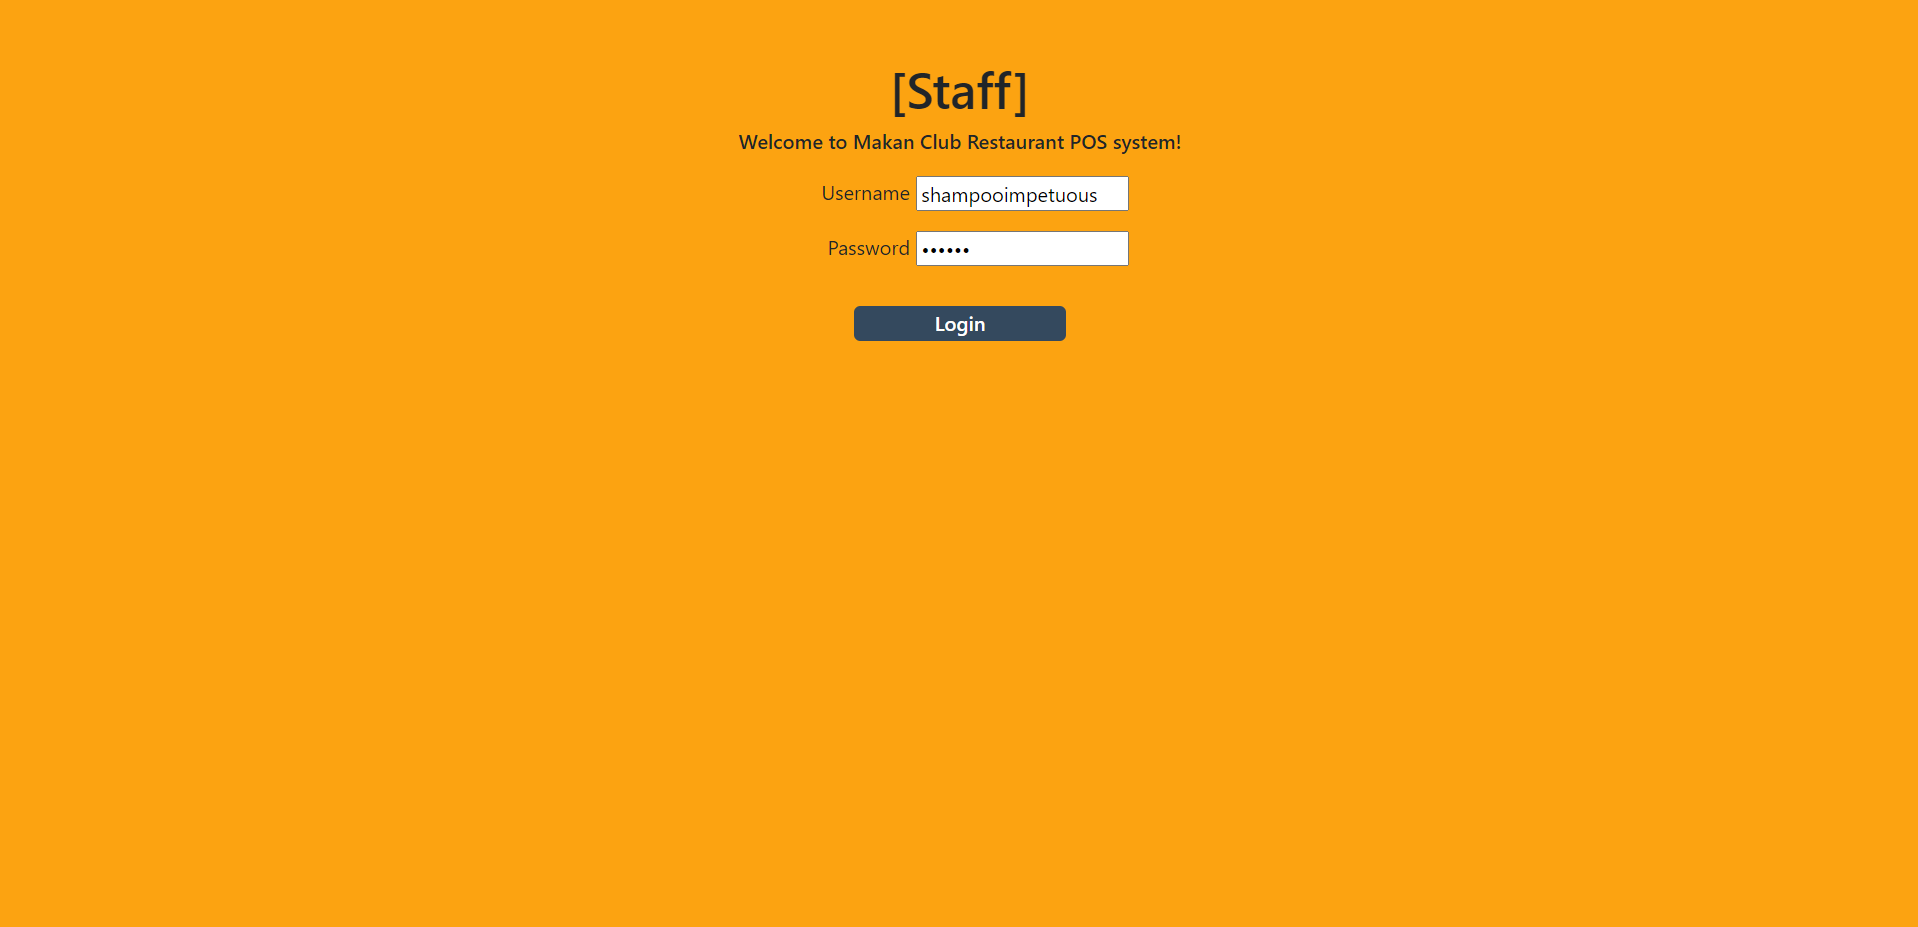 [Staff]
Welcome to Makan Club Restaurant POS system!
Username shampooimpetuous
Password ••••••
Login